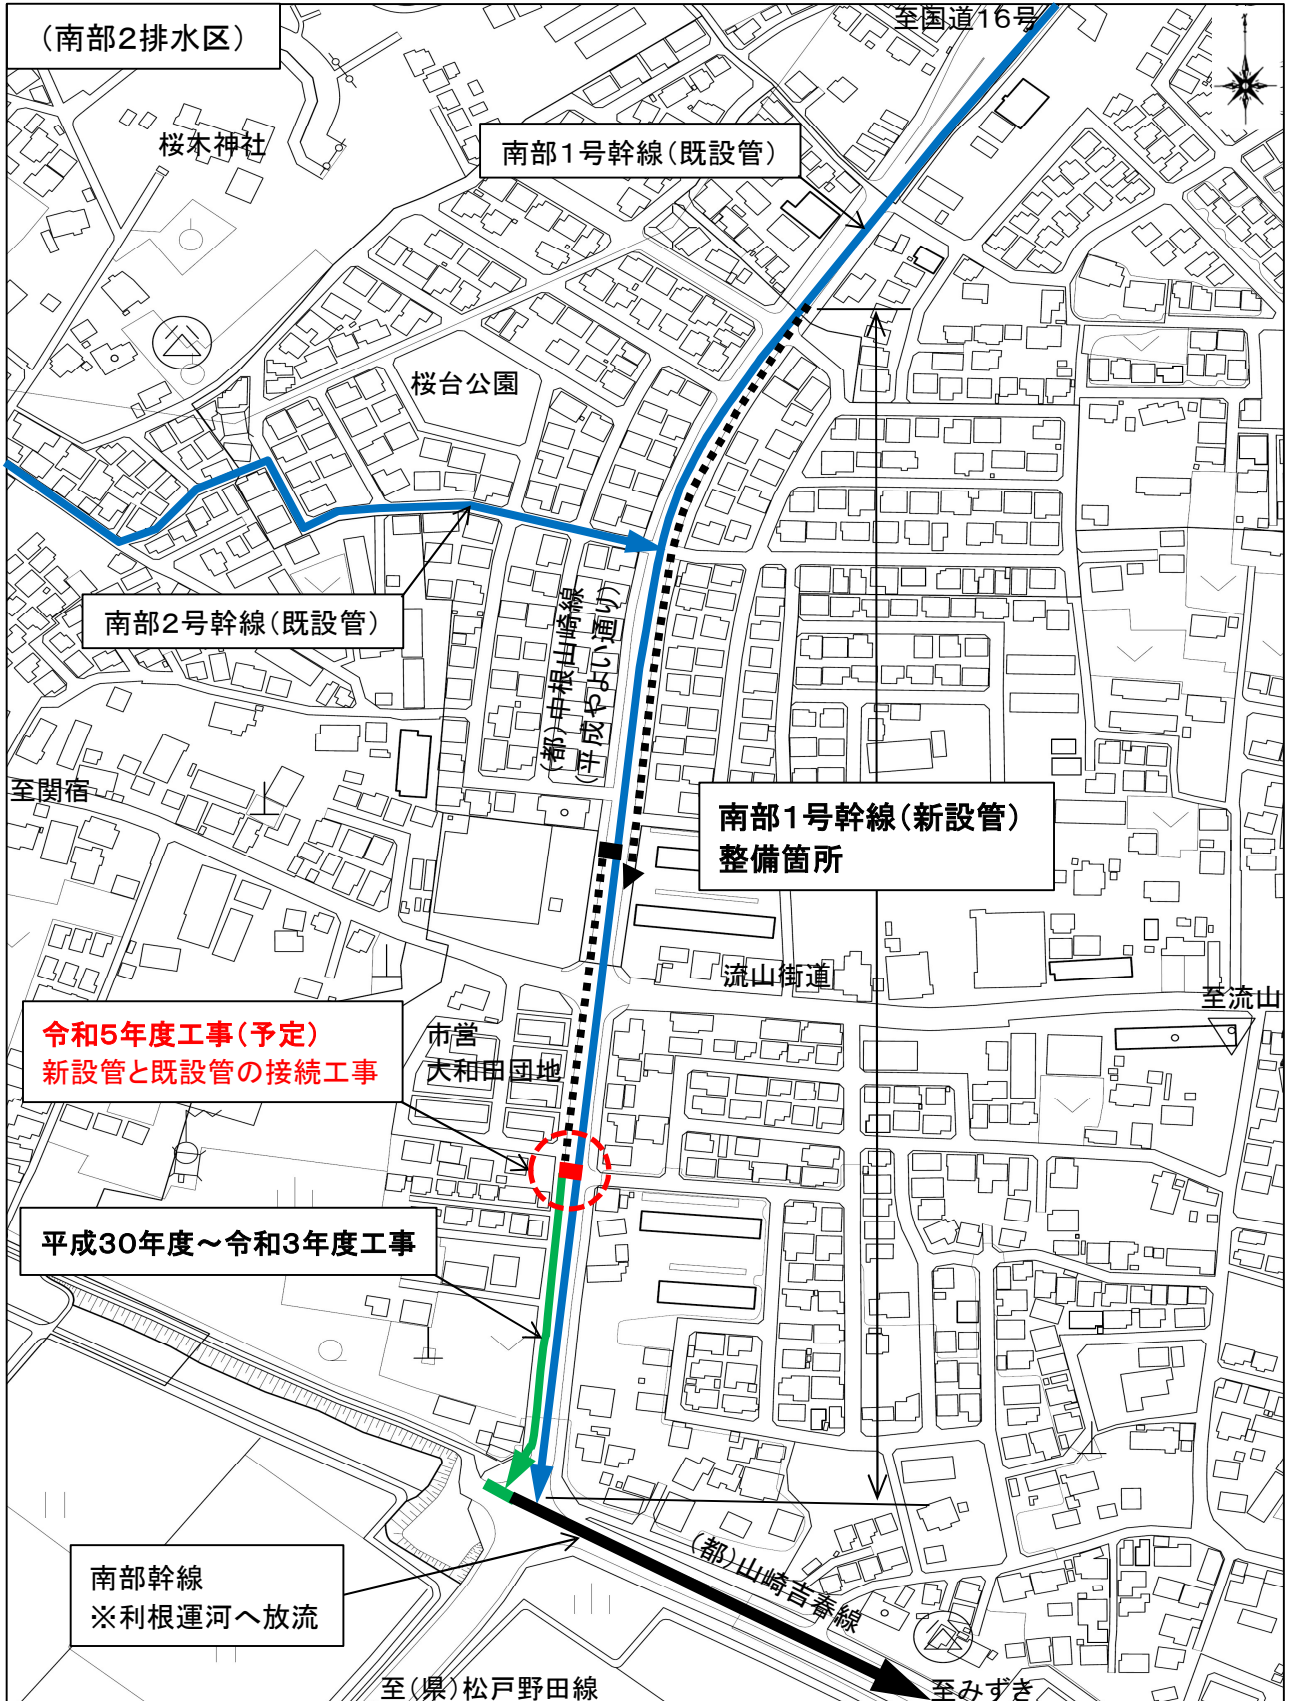 (南部2排水区)
至国道16号
桜木神社
南部1号幹線(既設管)
桜台公園
南部2号幹線(既設管)
(都)中根山崎線
(平成やよい通り)
至関宿
南部1号幹線(新設管)
整備箇所
流山街道
至流山
令和5年度工事(予定)
新設管と既設管の接続工事
市営
大和田団地
平成30年度～令和3年度工事
南部幹線
※利根運河へ放流
(都)山崎吉春線
至(県)松戸野田線
至みずき